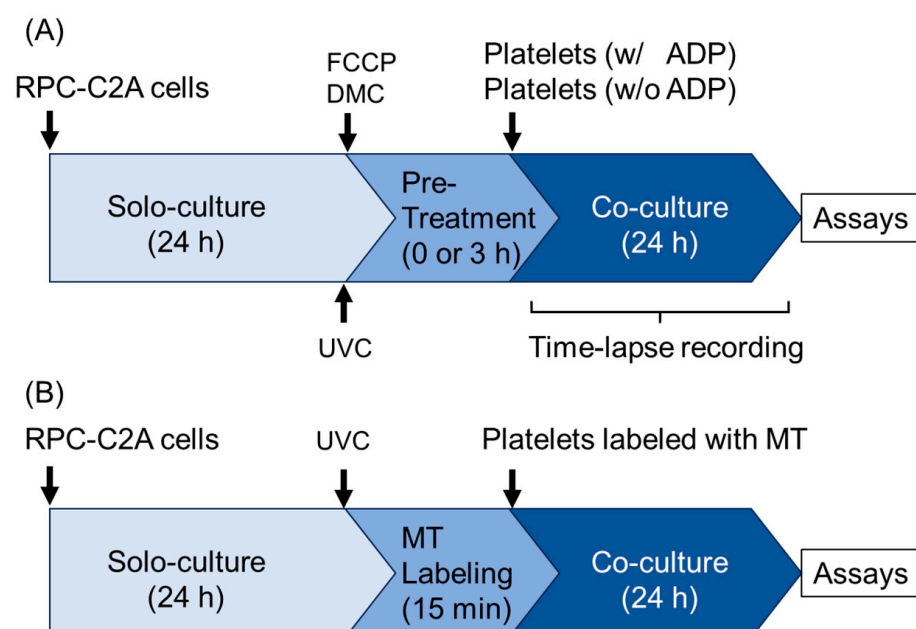 (A)
RPC-C2A cells
FCCP
DMC
Platelets (w/ ADP)
Platelets (w/o ADP)
Solo-culture
(24 h)
Pre-
Treatment
(0 or 3 h)
Co-culture
(24 h)
Assays
UVC
Time-lapse recording
(B)
RPC-C2A cells
UVC
Platelets labeled with MT
Solo-culture
(24 h)
MT
Labeling
(15 min)
Co-culture
(24 h)
Assays